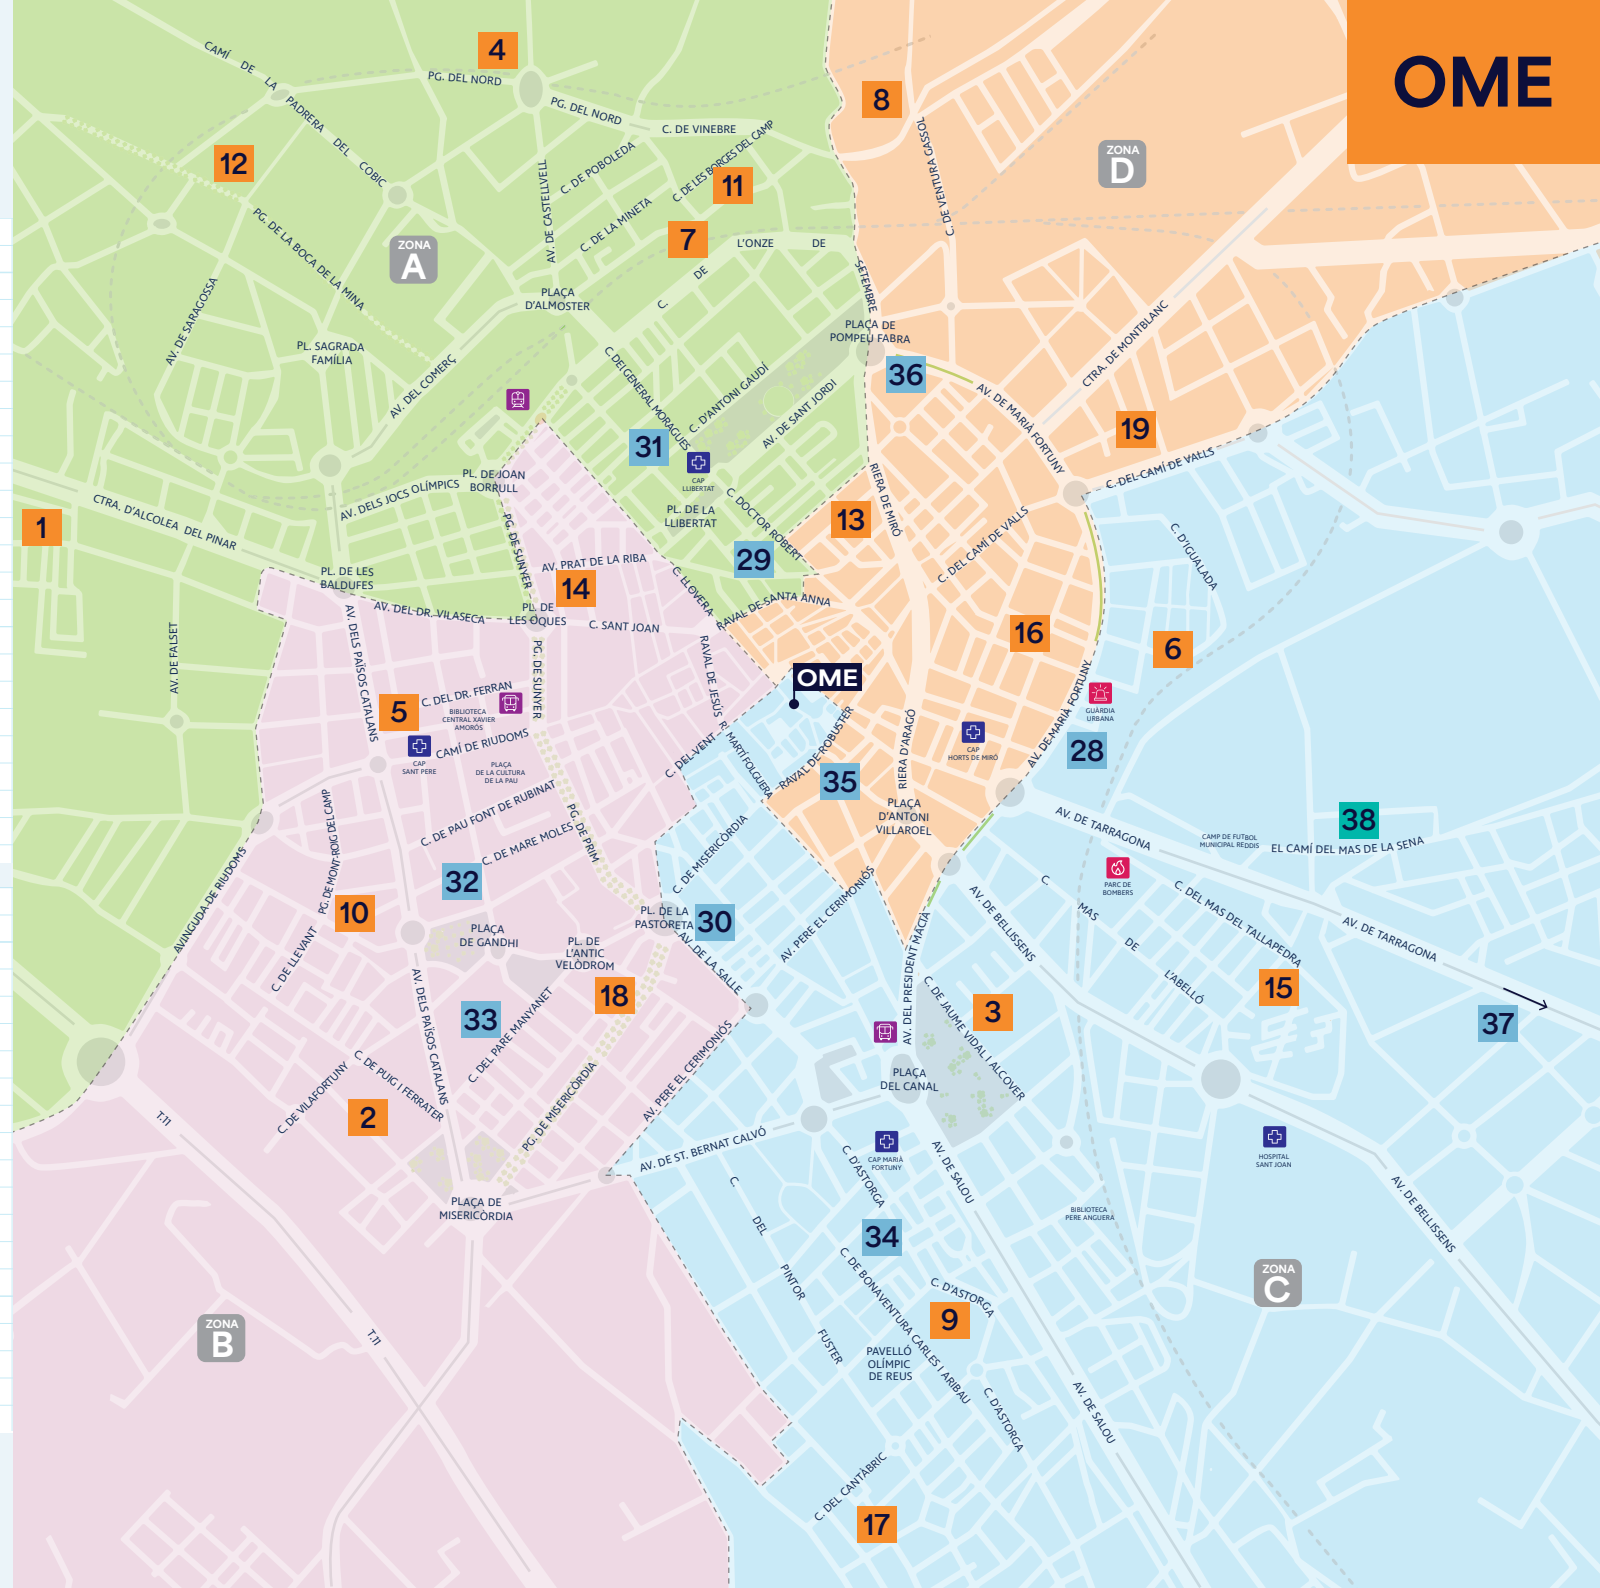 OME
4
CAMÍ DE LA PADRERA DEL COBIC
PG. DEL NORD
8
PG. DEL NORD
C. DE VINEBRE
C. DE LES BORGES DEL CAMP
C. DE POBOLEDA
C. DE VENTURA GASSOL
12
ZONA
D
11
AV. DE CASTELLVELL
C. DE LA MINETA
PG. DE LA BOCA DE LA MINA
ZONA
A
7
C. DE L'ONZE DE SETEMBRE
PLAÇA
D'ALMOSTER
AV. DE SARAGOSSA
PL. SAGRADA
FAMÍLIA
PLAÇA DE
POMPEU FABRA
CTRA. DE MONTBLANC
AV. DEL COMERÇ
C. DEL GENERAL MORAGUES
C. D'ANTONI GAUDÍ
AV. DE SANT JORDI
36
AV. DE MARIÀ FORTUNY
19
31
CAP
LLIBERTAT
C. DEL CAMÍ DE VALLS
PL. DE JOAN
BORRULL
AV. DELS JOCS OLÍMPICS
RIERA DE MIRÓ
1
CTRA. D'ALCOLEA DEL PINAR
PL. DE LA
LLIBERTAT
C. DOCTOR ROBERT
13
C. DEL CAMÍ DE VALLS
C. D'IGUALADA
PG. DE SUNYER
AV. PRAT DE LA RIBA
29
PL. DE LES
BALDUFES
14
C. LLOVERA
RAVAL DE SANTA ANNA
AV. DEL DR. VILASECA
PL. DE
LES OQUES
C. SANT JOAN
16
6
AV. DE FALSET
AV. DELS PAÏSOS CATALANS
PG. DE SUNYER
RAVAL DE JESÚS
OME
AV. DE MARIÀ FORTUNY
GUÀRDIA
URBANA
5
C. DEL DR. FERRAN
BIBLIOTECA
CENTRAL XAVIER
AMORÓS
CAMÍ DE RIUDOMS
CAP
SANT PERE
PLAÇA
DE LA CULTURA
DE LA PAU
C. DEL VENT
R. MARTÍ FOLGUERA
RAVAL DE ROBUSTER
RIERA D'ARAGÓ
CAP
HORTS DE MIRÓ
28
35
PLAÇA
D'ANTONI
VILLAROEL
PG. DE MONT-ROIG DEL CAMP
C. DE PAU FONT DE RUBINAT
C. DE MARE MOLES
PG. DE PRIM
C. DE MISERICÒRDIA
AV. DE TARRAGONA
CAMP DE FUTBOL
MUNICIPAL REDDIS
38
EL CAMÍ DEL MAS DE LA SENA
AVINGUDA DE RIUDOMS
32
PARC DE
BOMBERS
10
PL. DE LA
PASTORETA
30
AV. PERE EL CERIMONIÓS
AV. DE BELLISSENS
C. MAS DE L'ABELLÓ
C. DEL MAS DEL TALLAPEDRA
AV. DE TARRAGONA
C. DE LLEVANT
PLAÇA
DE GANDHI
PL. DE
L'ANTIC
VELÒDROM
AV. DE LA SALLE
AV. DEL PRESIDENT MACIÀ
18
33
C. DEL PARE MANYANET
AV. DELS PAÏSOS CATALANS
C. DE JAUME VIDAL I ALCOVER
3
15
37
PLAÇA
DEL CANAL
C. DE VILAFORTUNY
C. DE PUIG I FERRATER
2
PG. DE MISERICÒRDIA
AV. PERE EL CERIMONIÓS
T.11
AV. DE ST. BERNAT CALVÓ
CAP MARIÀ
FORTUNY
HOSPITAL
SANT JOAN
PLAÇA DE
MISERICÒRDIA
C. DEL PINTOR FUSTER
C. D'ASTORGA
AV. DE SALOU
BIBLIOTECA
PERE ANGUERA
AV. DE BELLISSENS
34
C. DE BONAVENTURA CARLES I ARIBAU
C. D'ASTORGA
ZONA
C
ZONA
B
T.11
9
PAVELLÓ
OLÍMPIC
DE REUS
C. D'ASTORGA
AV. DE SALOU
C. DEL CANTÀBRIC
17